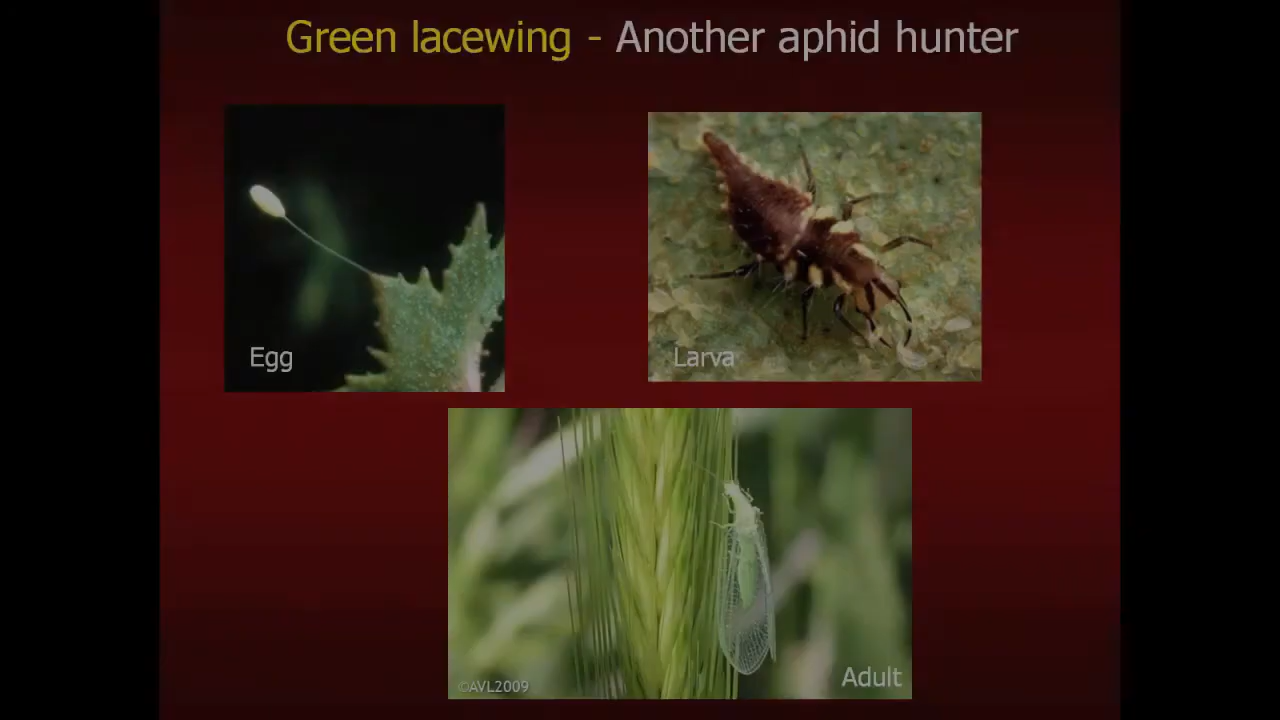 Green lacewing - Another aphid hunter
Egg
Larva
Adult
©AVL2009